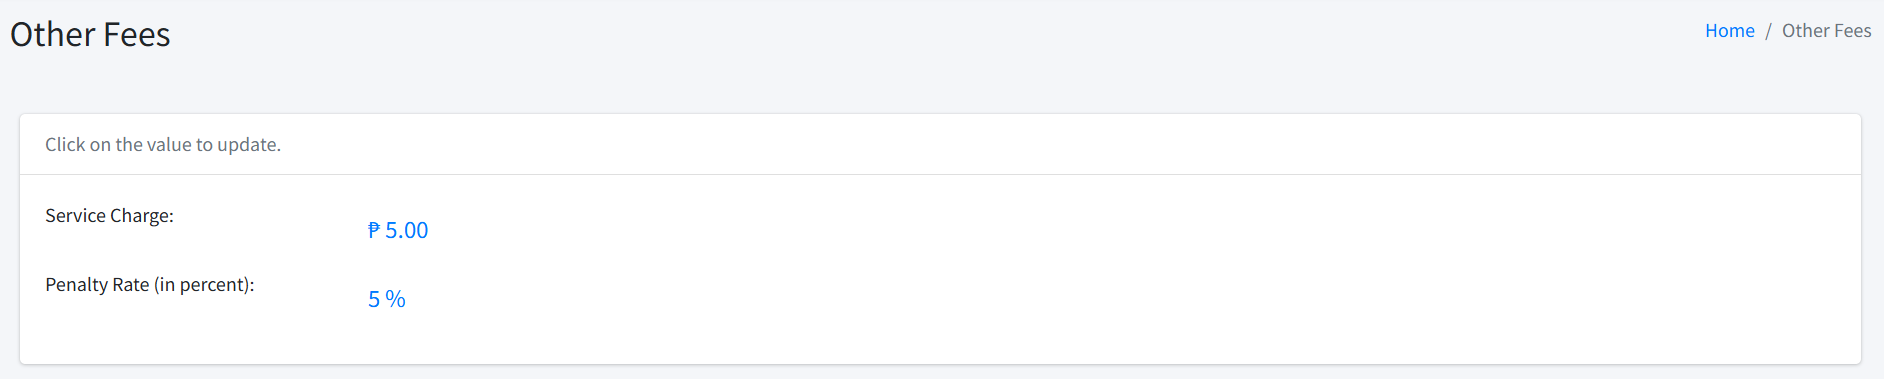 Other Fees
Home / Other Fees
Click on the value to update.
Service Charge:
₱ 5.00
Penalty Rate (in percent):
5 %